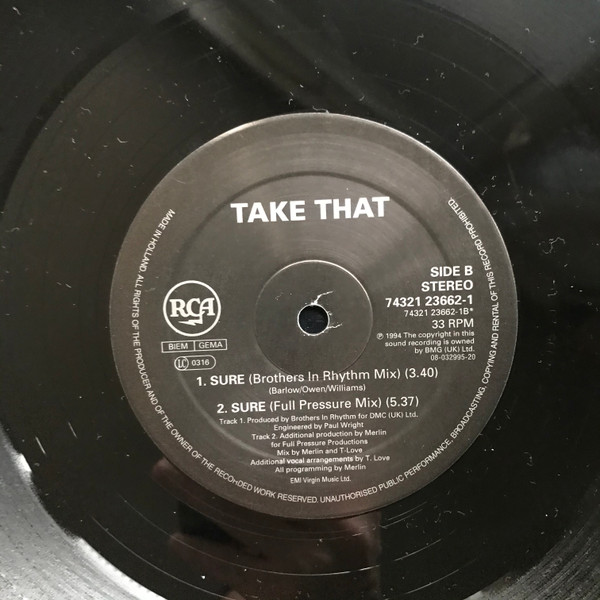 TAKE THAT
SIDE B
STEREO
74321 23662-1
74321 23662-1B*
33 RPM
℗ 1994 The copyright in this
sound recording is owned
by BMG (UK) Ltd.
08-032995-20
RCA
BIEM GEMA
LC 0316
1. SURE (Brothers In Rhythm Mix) (3.40)
(Barlow/Owen/Williams)
2. SURE (Full Pressure Mix) (5.37)
Track 1. Produced by Brothers In Rhythm for DMC (UK) Ltd.
Engineered by Paul Wright
Track 2. Additional production by Merlin
for Full Pressure Productions
Mix by Merlin and T-Love
Additional vocal arrangements by T. Love
All programming by Merlin
EMI Virgin Music Ltd.
MADE IN HOLLAND. ALL RIGHTS OF THE PRODUCER AND OF THE OWNER OF THE RECORDED WORK RESERVED. UNAUTHORISED PUBLIC PERFORMANCE, BROADCASTING, COPYING AND RENTAL OF THIS RECORD PROHIBITED.